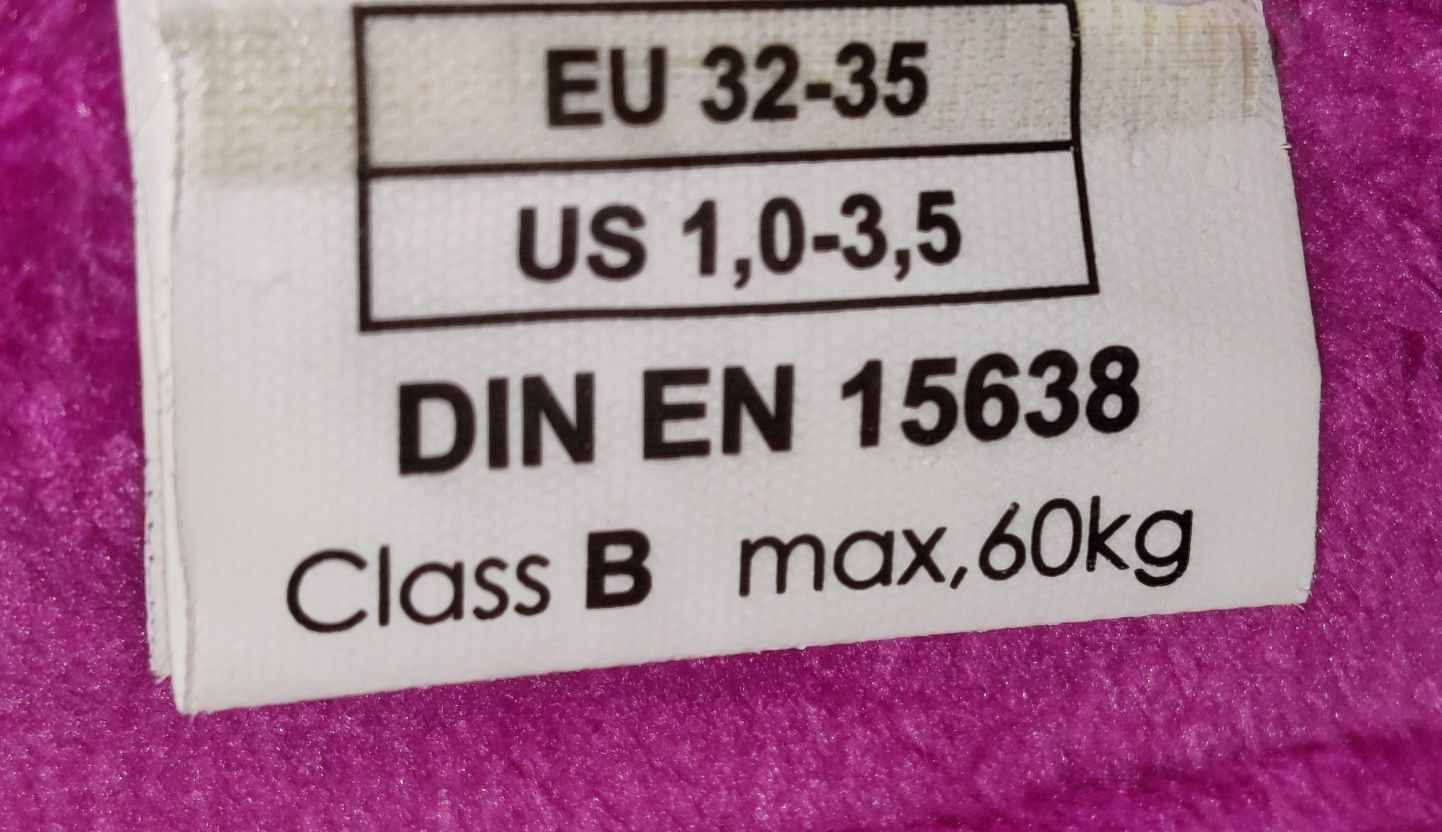 EU 32-35
US 1,0-3,5
DIN EN 15638
Class B max,60kg